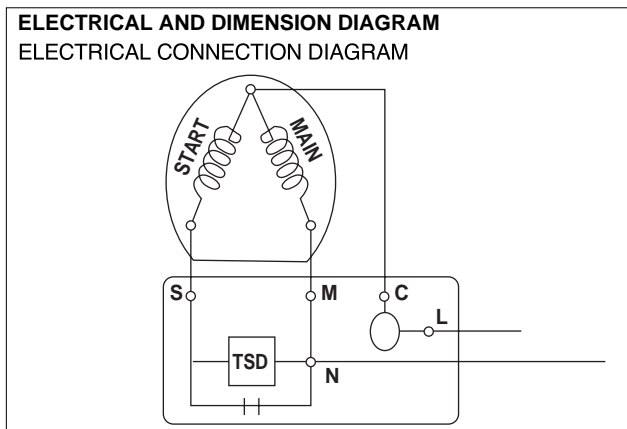 ELECTRICAL AND DIMENSION DIAGRAM
ELECTRICAL CONNECTION DIAGRAM
START
MAIN
S
M
C
L
TSD
N